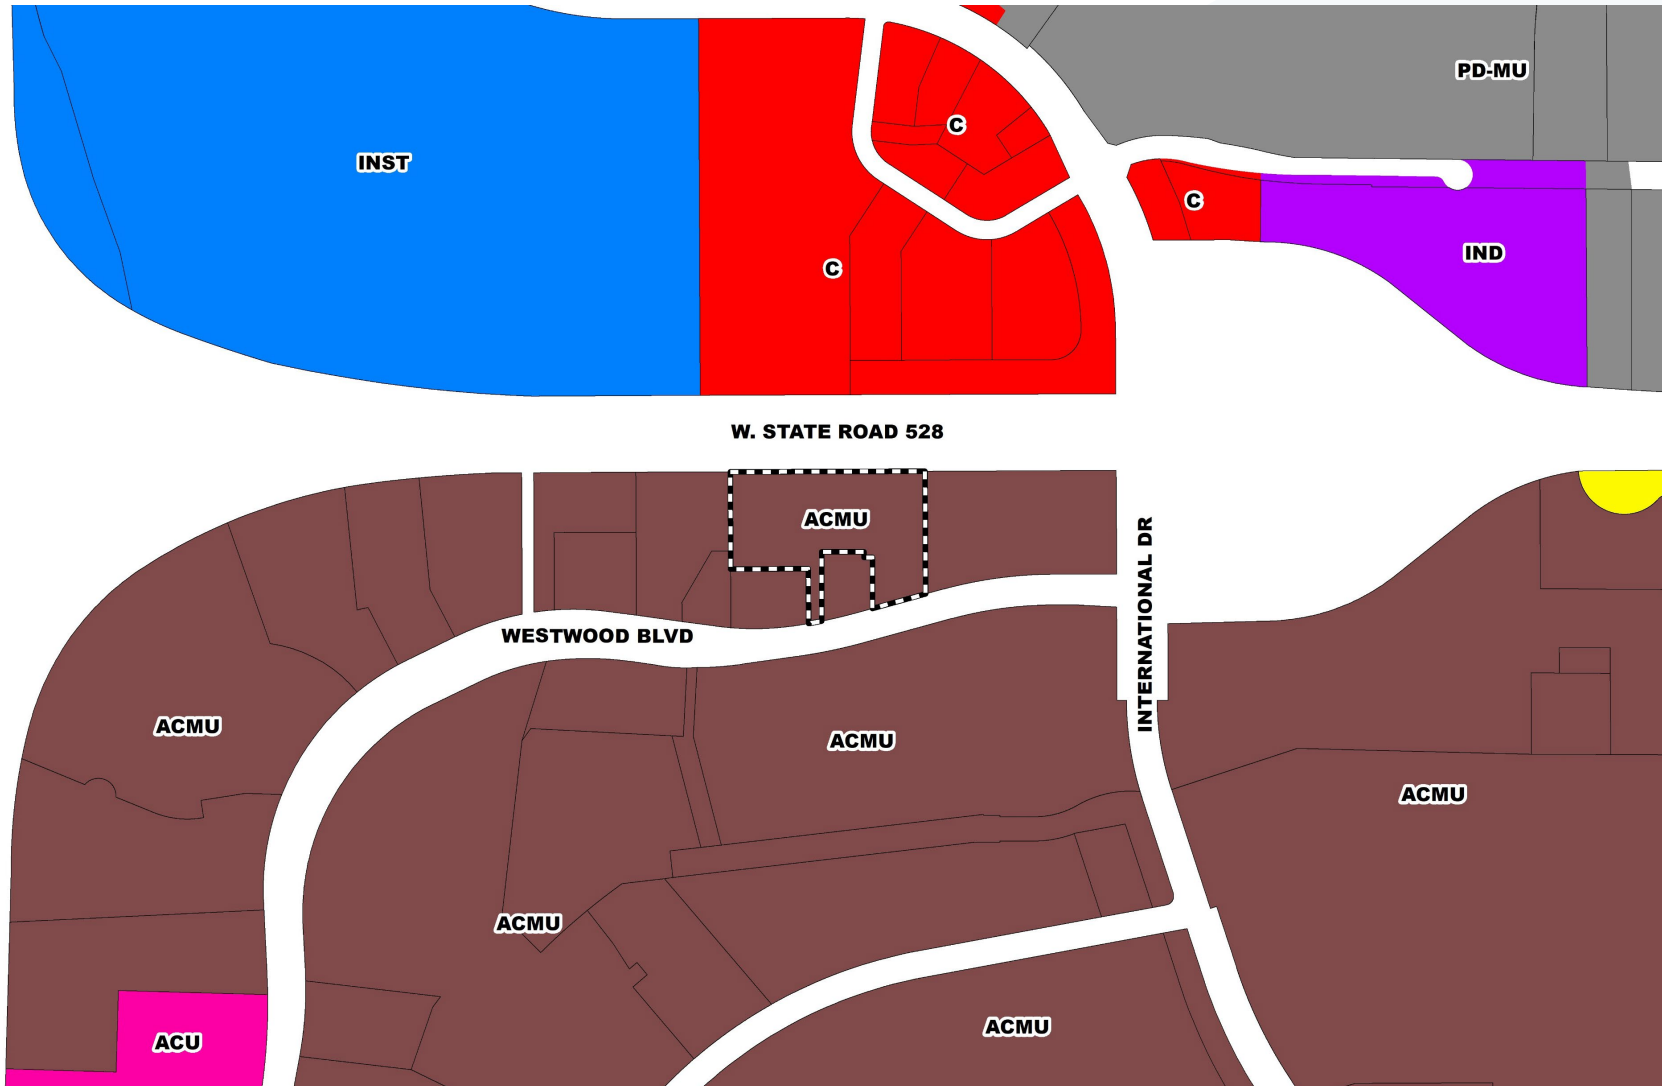 PD-MU
C
INST
C
C
IND
W. STATE ROAD 528
ACMU
INTERNATIONAL DR
WESTWOOD BLVD
ACMU
ACMU
ACMU
ACMU
ACMU
ACU